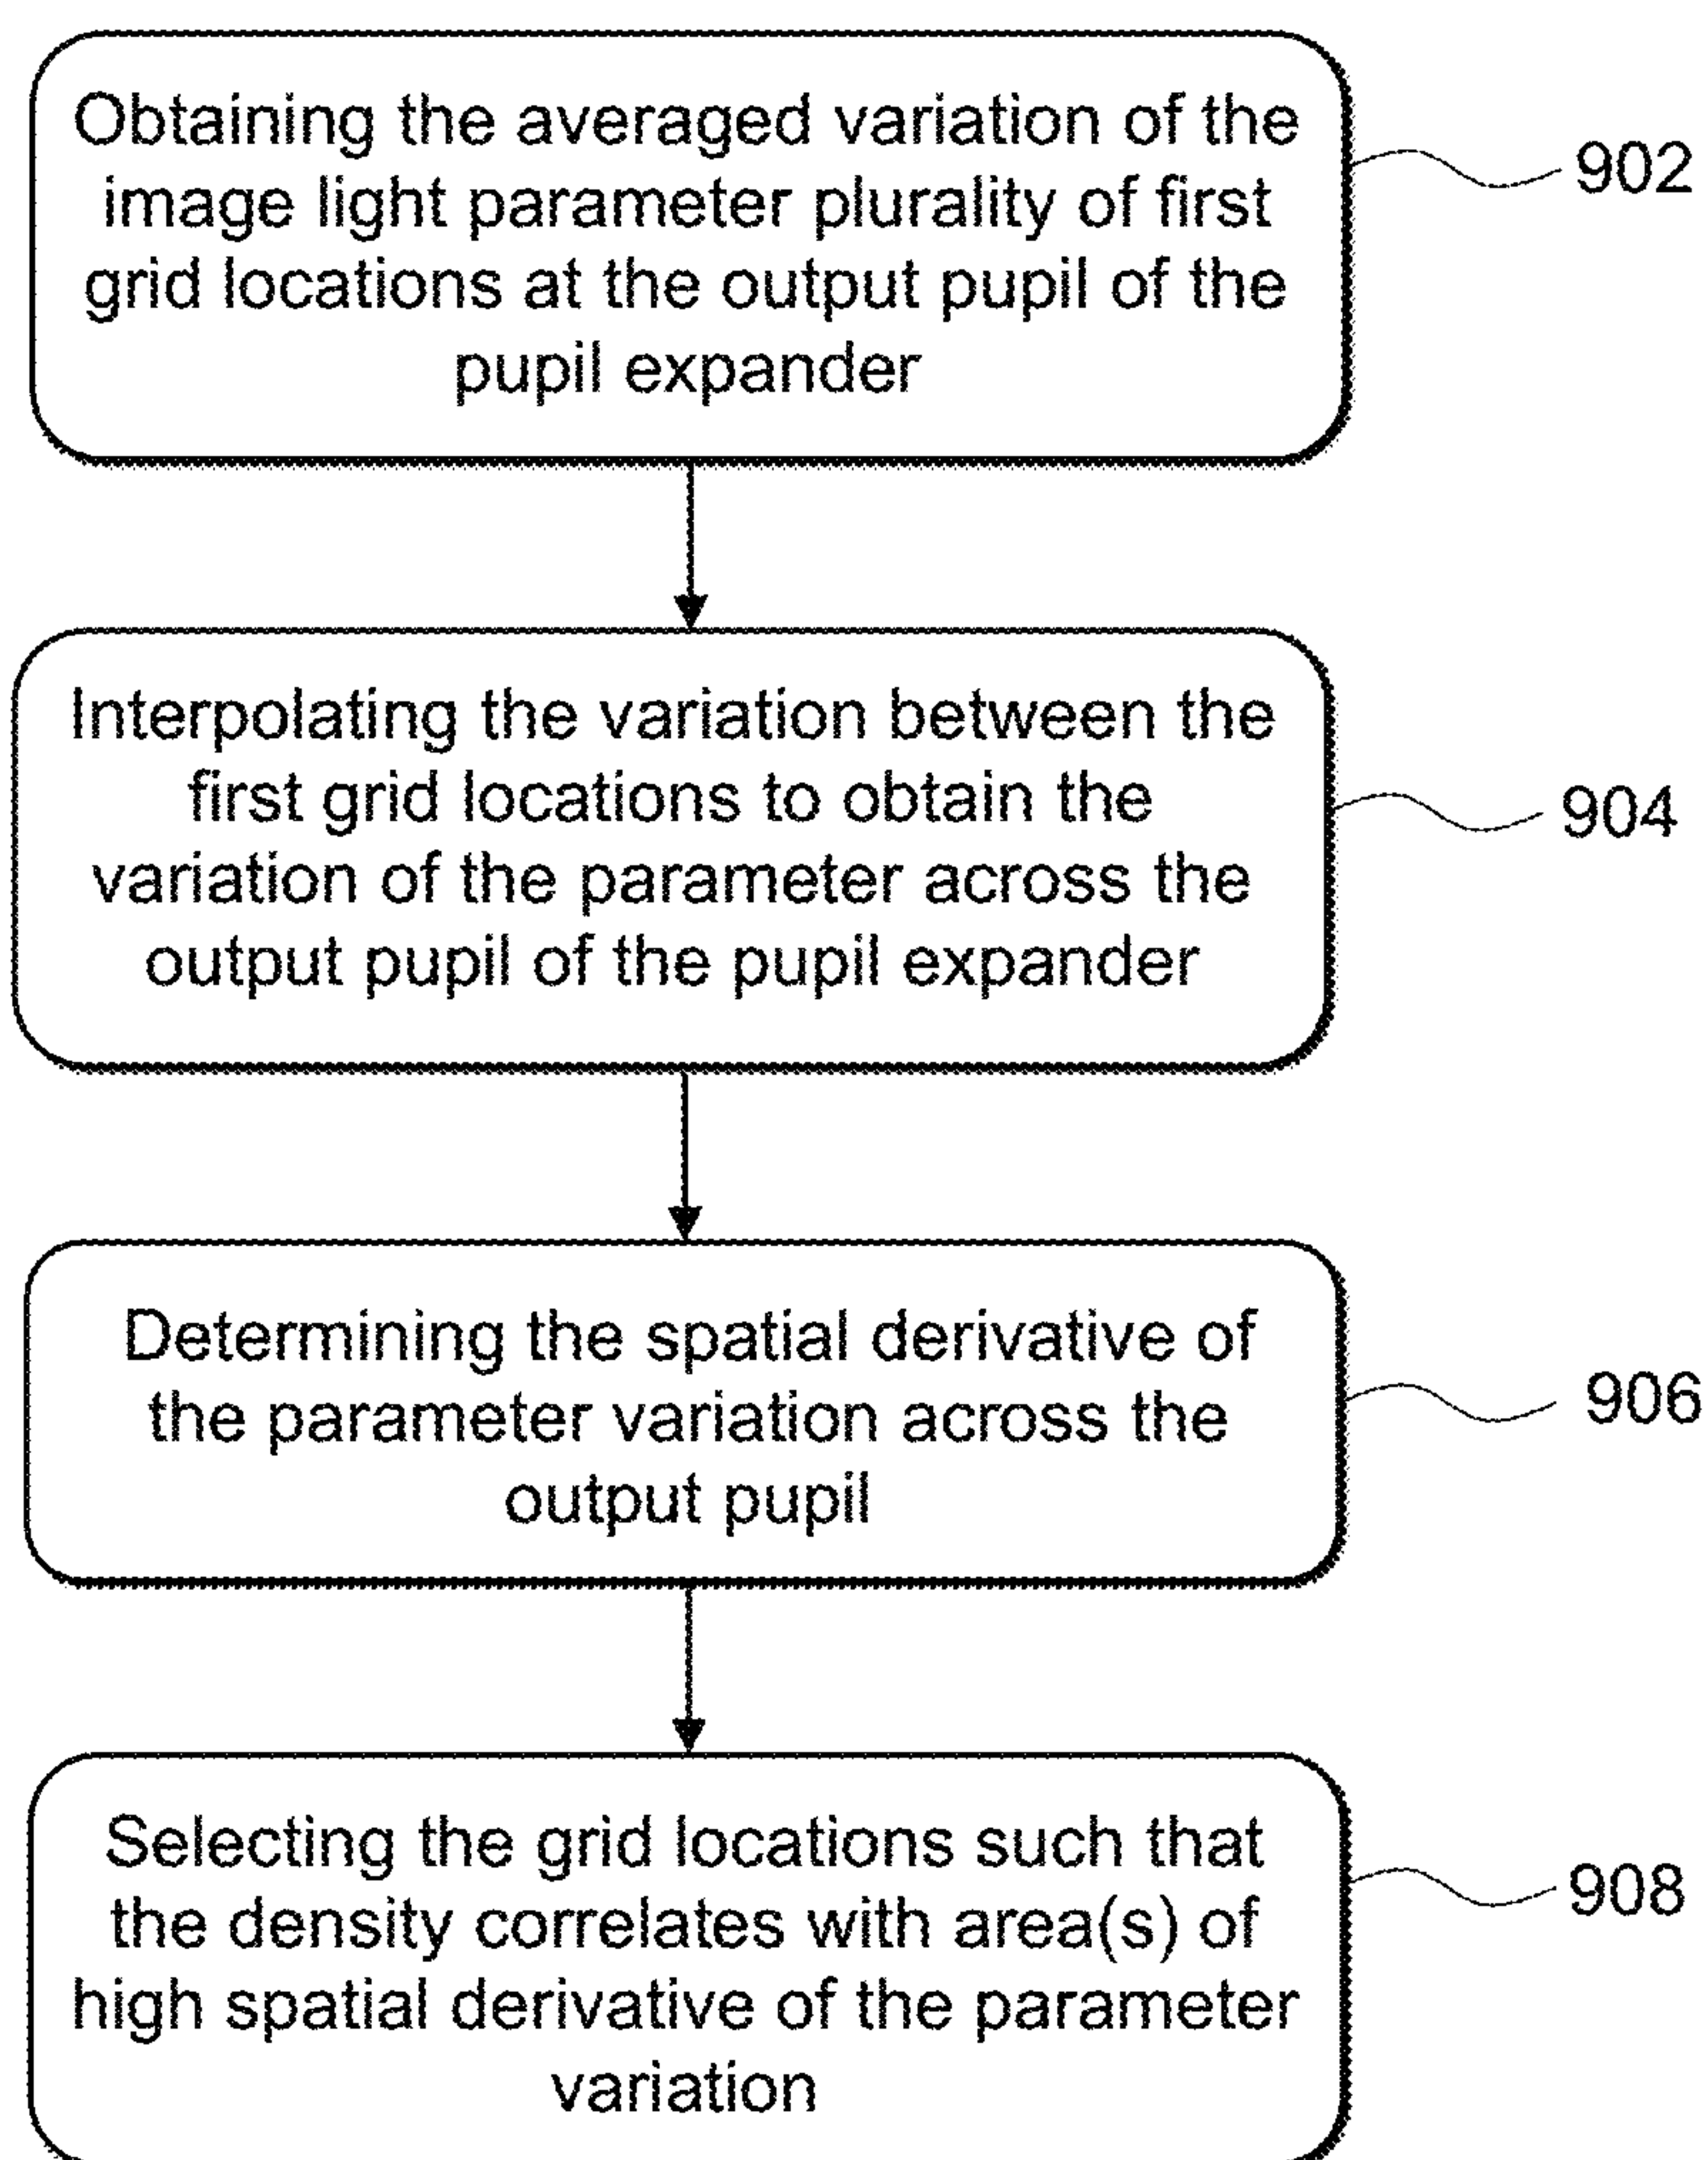 Obtaining the averaged variation of the
image light parameter plurality of first
grid locations at the output pupil of the
pupil expander
902
Interpolating the variation between the
first grid locations to obtain the
variation of the parameter across the
output pupil of the pupil expander
904
Determining the spatial derivative of
the parameter variation across the
output pupil
906
Selecting the grid locations such that
the density correlates with area(s) of
high spatial derivative of the parameter
variation
908